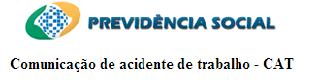 PREVIDÊNCIA SOCIAL
Comunicação de acidente de trabalho - CAT